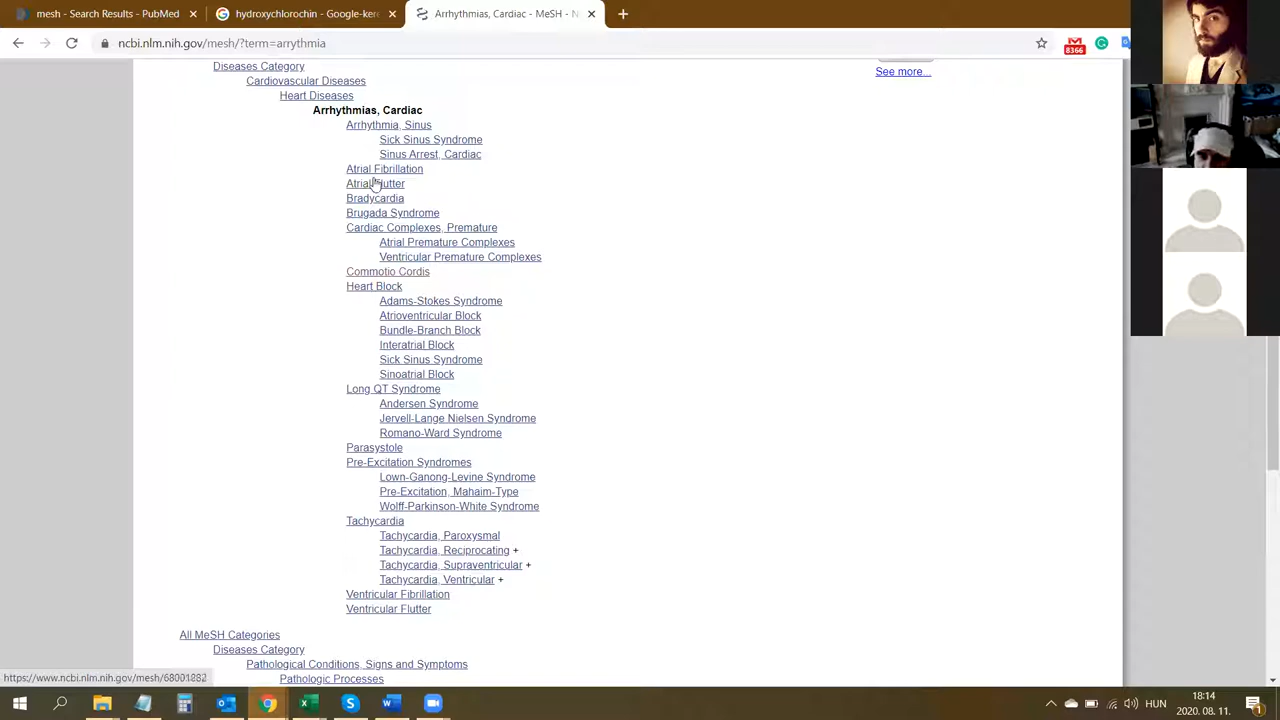 mesh - Search Results - PubMed
Google-ker
Arrhythmias, Cardiac - MeSH - N
ncbi.nlm.nih.gov/mesh/?term=arrythmia
8366
See more...
Diseases Category
Cardiovascular Diseases
Heart Diseases
Arrhythmias, Cardiac
Arrhythmia, Sinus
Sick Sinus Syndrome
Sinus Arrest, Cardiac
Atrial Fibrillation
Atrial Flutter
Bradycardia
Brugada Syndrome
Cardiac Complexes, Premature
Atrial Premature Complexes
Ventricular Premature Complexes
Commotio Cordis
Heart Block
Adams-Stokes Syndrome
Atrioventricular Block
Bundle-Branch Block
Interatrial Block
Sick Sinus Syndrome
Sinoatrial Block
Long QT Syndrome
Andersen Syndrome
Jervell-Lange Nielsen Syndrome
Romano-Ward Syndrome
Parasystole
Pre-Excitation Syndromes
Lown-Ganong-Levine Syndrome
Pre-Excitation, Mahaim-Type
Wolff-Parkinson-White Syndrome
Tachycardia
Tachycardia, Paroxysmal
Tachycardia, Reciprocating +
Tachycardia, Supraventricular +
Tachycardia, Ventricular +
Ventricular Fibrillation
Ventricular Flutter
All MeSH Categories
Diseases Category
Pathological Conditions, Signs and Symptoms
Pathologic Processes
https://www.ncbi.nlm.nih.gov/mesh/68001882
HUN
18:14
2020. 08. 11.